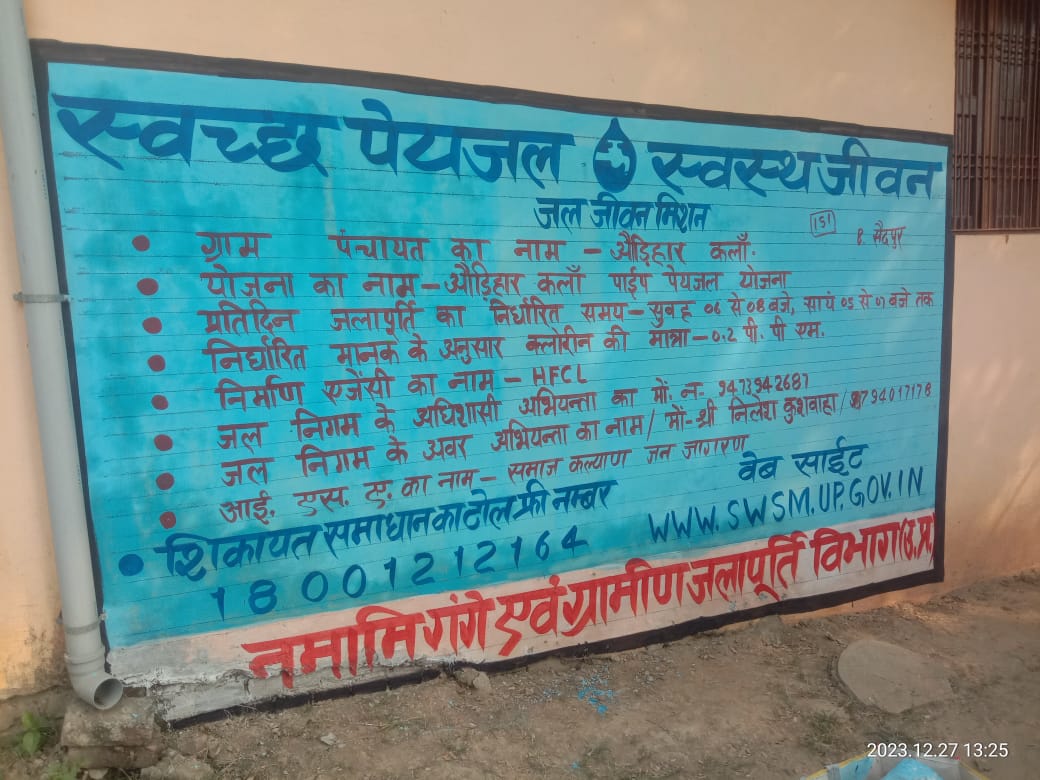 स्वच्छ पेयजल स्वस्थ जीवन
जल जीवन मिशन
151
B. सैदपुर
ग्राम पंचायत का नाम – औड़िहार कलाँ.
योजना का नाम – औड़िहार कलाँ पाईप पेयजल योजना
प्रतिदिन जलापूर्ति का निर्धारित समय – सुबह 06 से 08 बजे, सायं 05 से 07 बजे तक
निर्धारित मानक के अनुसार क्लोरीन की मात्रा – 0.2 पी. पी एम.
निर्माण एजेंसी का नाम – HFCL
जल निगम के अधिशासी अभियन्ता का मों. न. 9473942687
जल निगम के अवर अभियन्ता का नाम / मों- श्री निलेश कुशवाहा / 8794017178
आई. एस. ए. का नाम – समाज कल्याण जन जागरण
शिकायत समाधान का टोल फ्री नम्बर
18001212164
वेब साईट
WWW.SWSM.UP.GOV.IN
नमामि गंगे एवं ग्रामीण जलापूर्ति विभाग (उ.प्र.)
2023.12.27 13:25